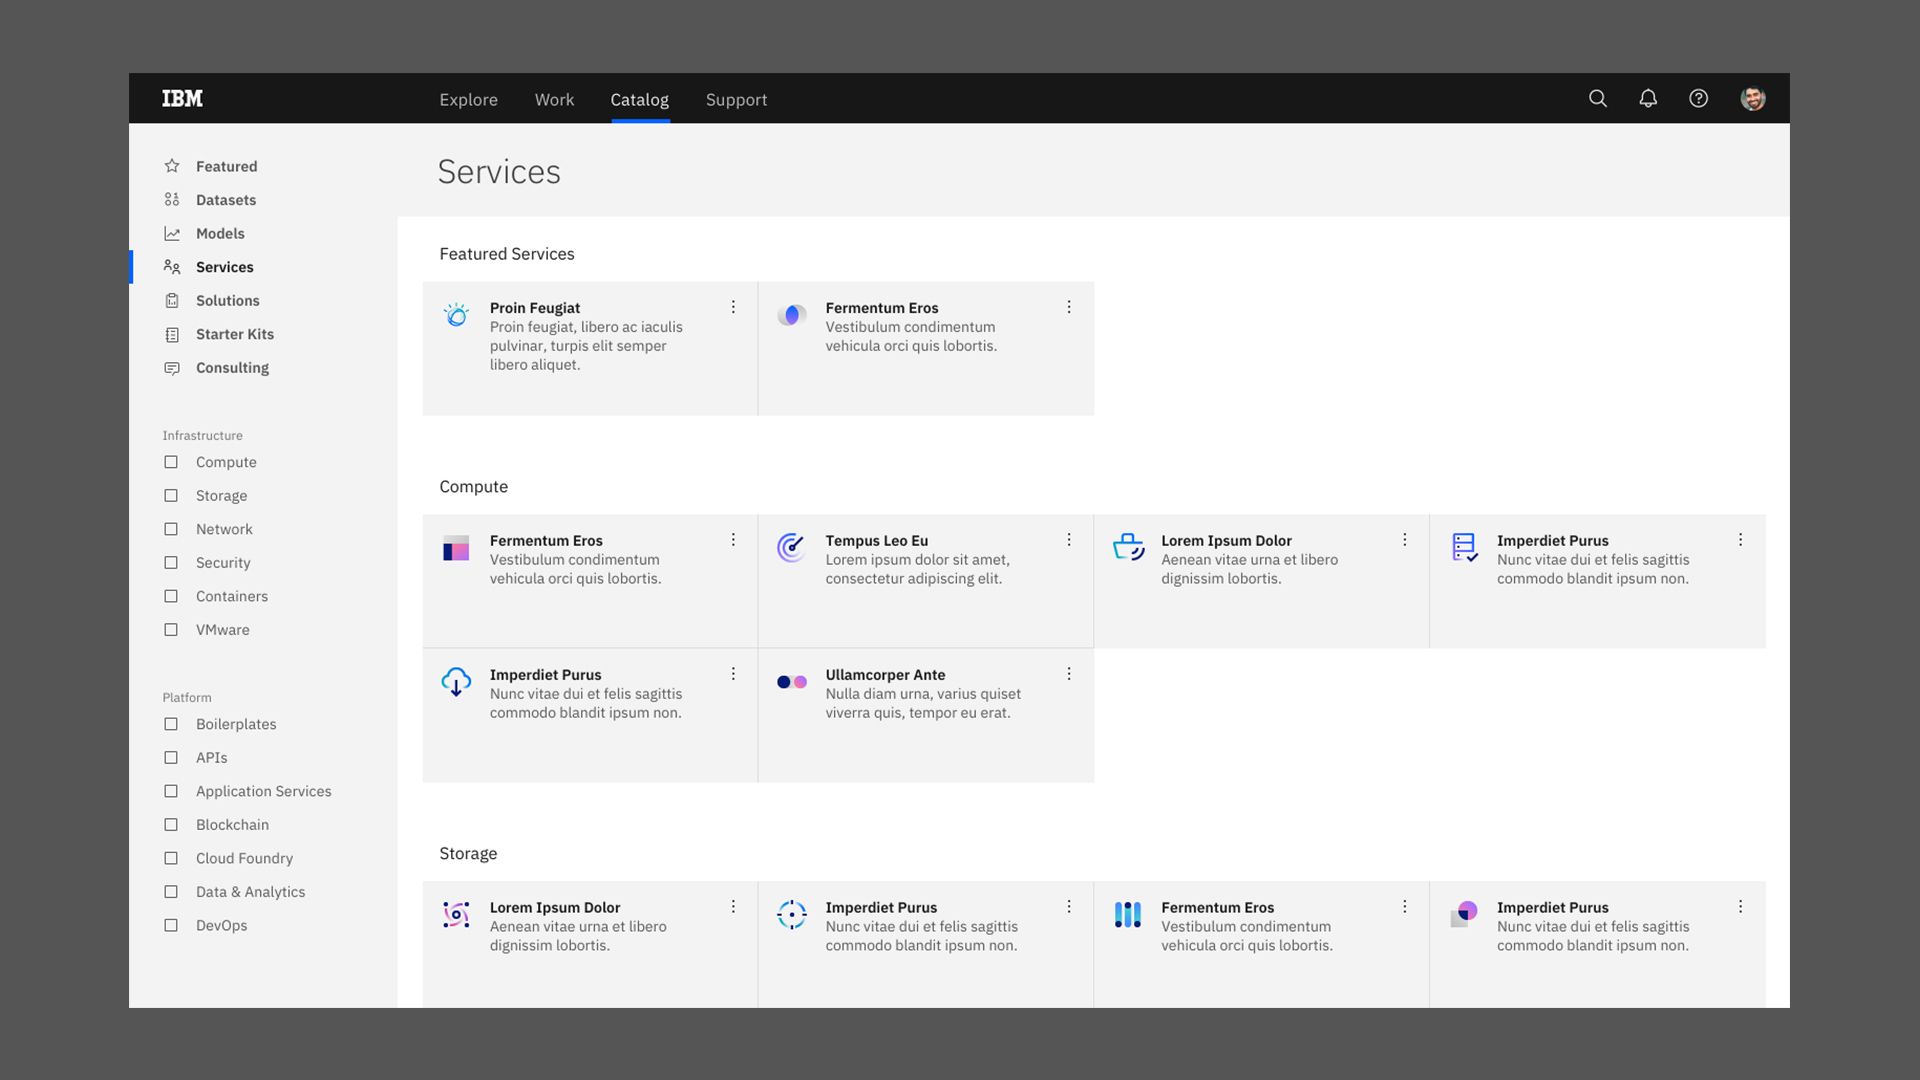 IBM
Explore
Work
Catalog
Support
Featured
Datasets
Models
Services
Solutions
Starter Kits
Consulting
Infrastructure
Compute
Storage
Network
Security
Containers
VMware
Platform
Boilerplates
APIs
Application Services
Blockchain
Cloud Foundry
Data & Analytics
DevOps
Services
Featured Services
Proin Feugiat
Proin feugiat, libero ac iaculis
pulvinar, turpis elit semper
libero aliquet.
Fermentum Eros
Vestibulum condimentum
vehicula orci quis lobortis.
Compute
Fermentum Eros
Vestibulum condimentum
vehicula orci quis lobortis.
Tempus Leo Eu
Lorem ipsum dolor sit amet,
consectetur adipiscing elit.
Lorem Ipsum Dolor
Aenean vitae urna et libero
dignissim lobortis.
Imperdiet Purus
Nunc vitae dui et felis sagittis
commodo blandit ipsum non.
Imperdiet Purus
Nunc vitae dui et felis sagittis
commodo blandit ipsum non.
Ullamcorper Ante
Nulla diam urna, varius quiset
viverra quis, tempor eu erat.
Storage
Lorem Ipsum Dolor
Aenean vitae urna et libero
dignissim lobortis.
Imperdiet Purus
Nunc vitae dui et felis sagittis
commodo blandit ipsum non.
Fermentum Eros
Vestibulum condimentum
vehicula orci quis lobortis.
Imperdiet Purus
Nunc vitae dui et felis sagittis
commodo blandit ipsum non.